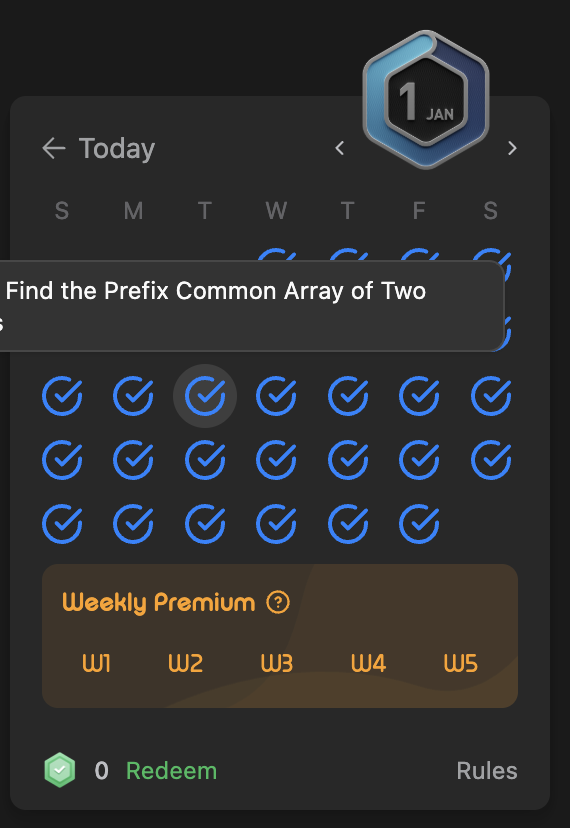 1 JAN
← Today < >
S M T W T F S
Find the Prefix Common Array of Two
s
Weekly Premium ?
W1 W2 W3 W4 W5
0 Redeem Rules